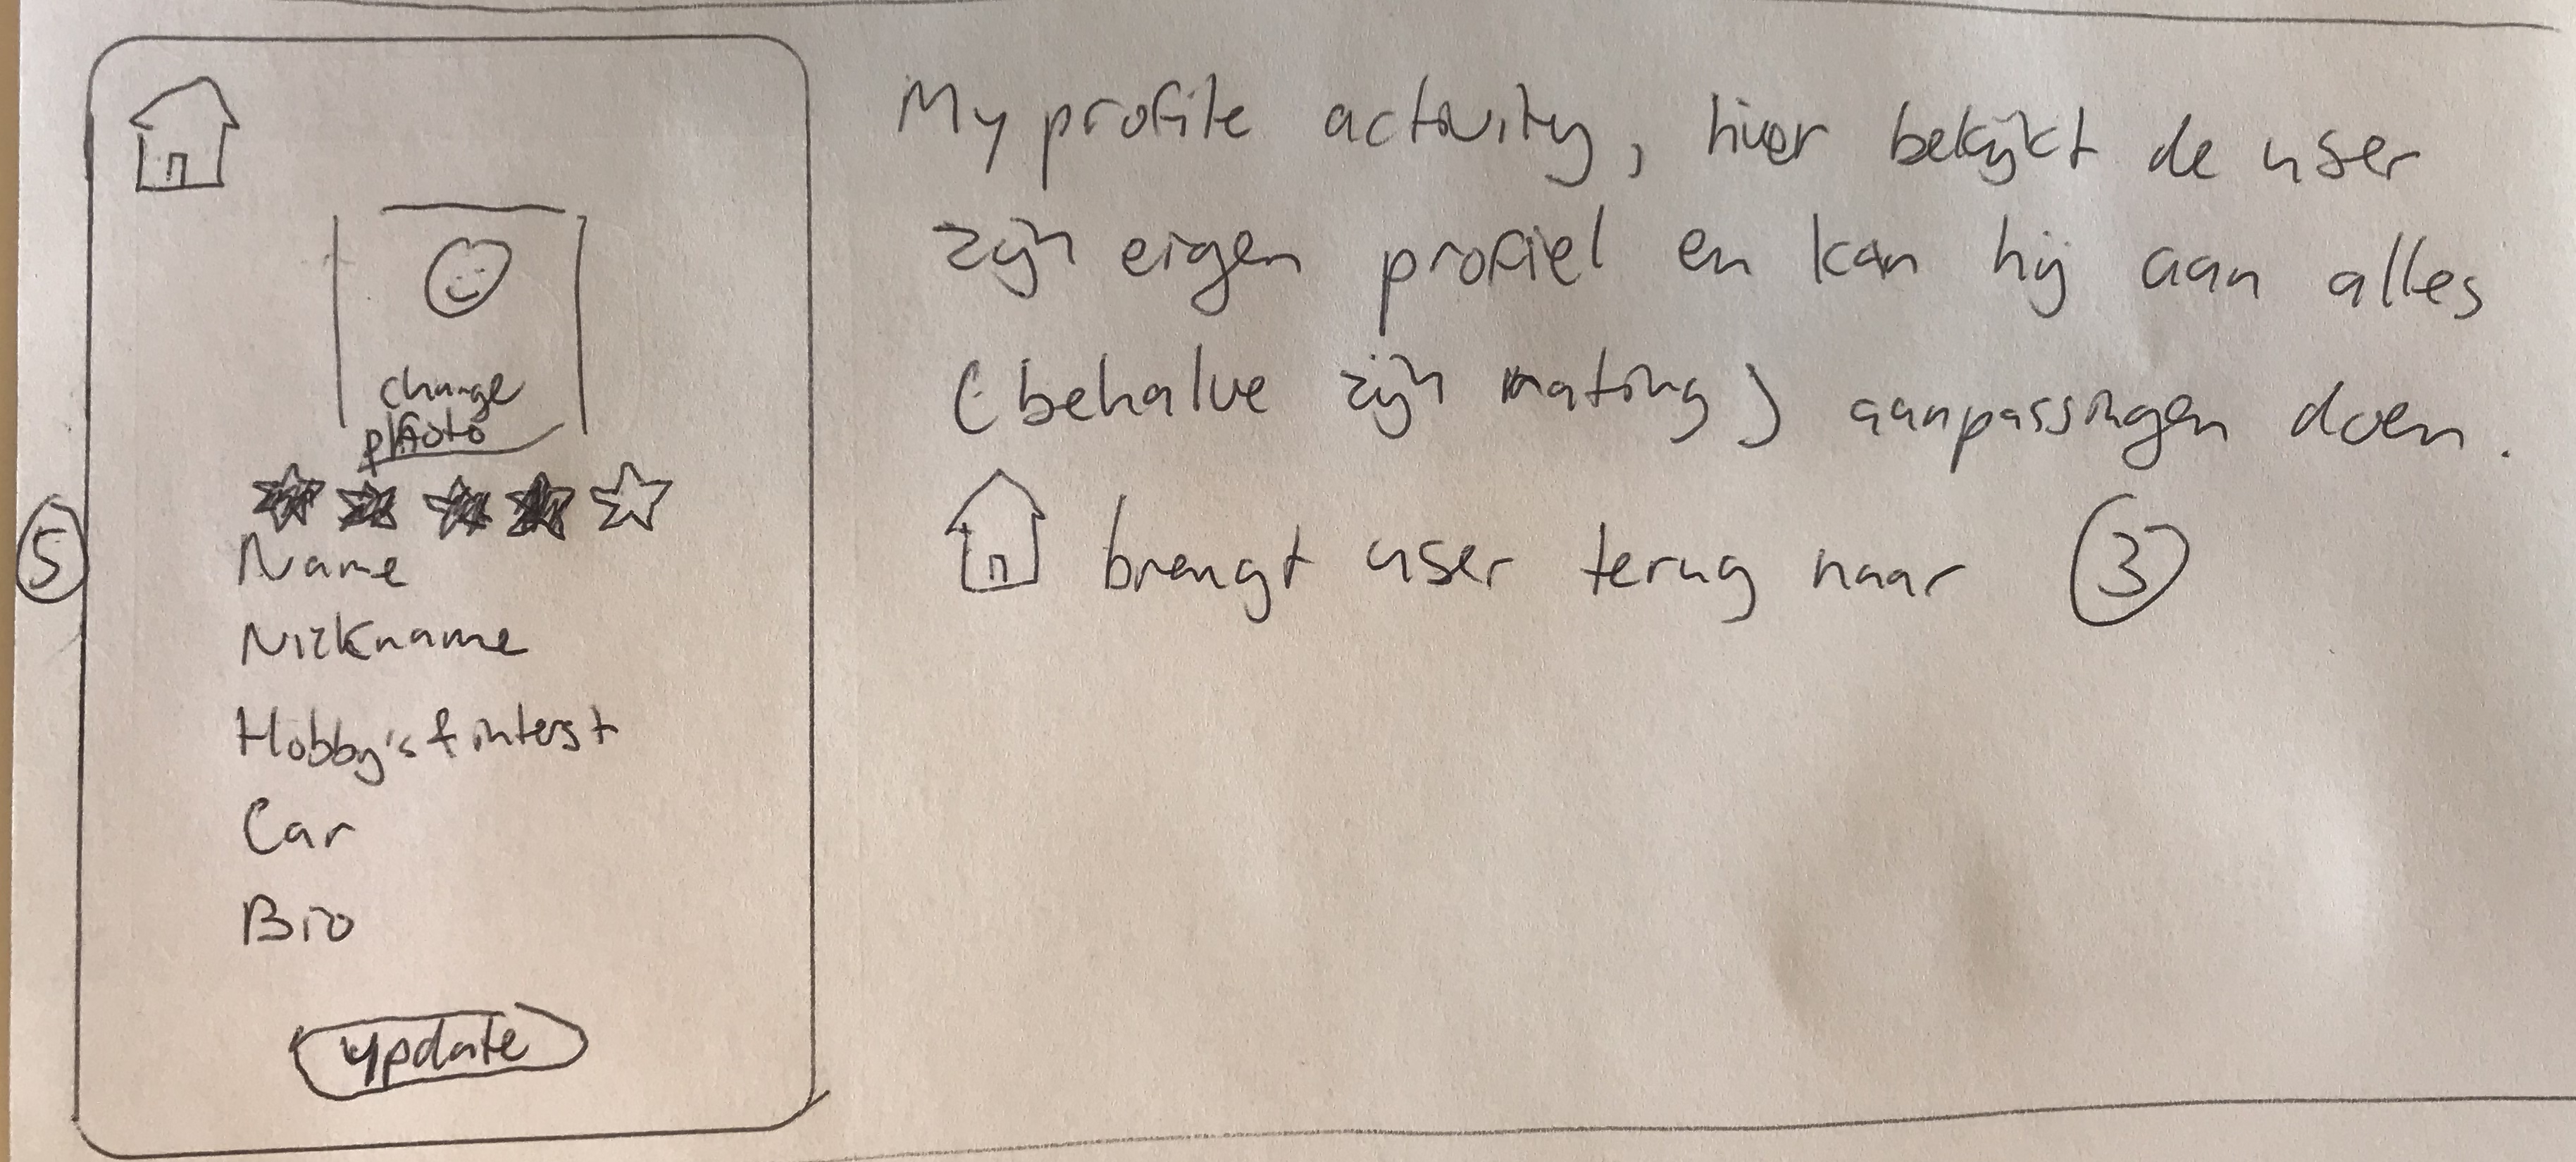 change
photo
5
Name
Nickname
Hobby's & interst
Car
Bio
update
My profile activity, hier bekijkt de user
zijn eigen profiel en kan hij aan alles
(behalve zijn rating) aanpassingen doen.
brengt user terug naar 3